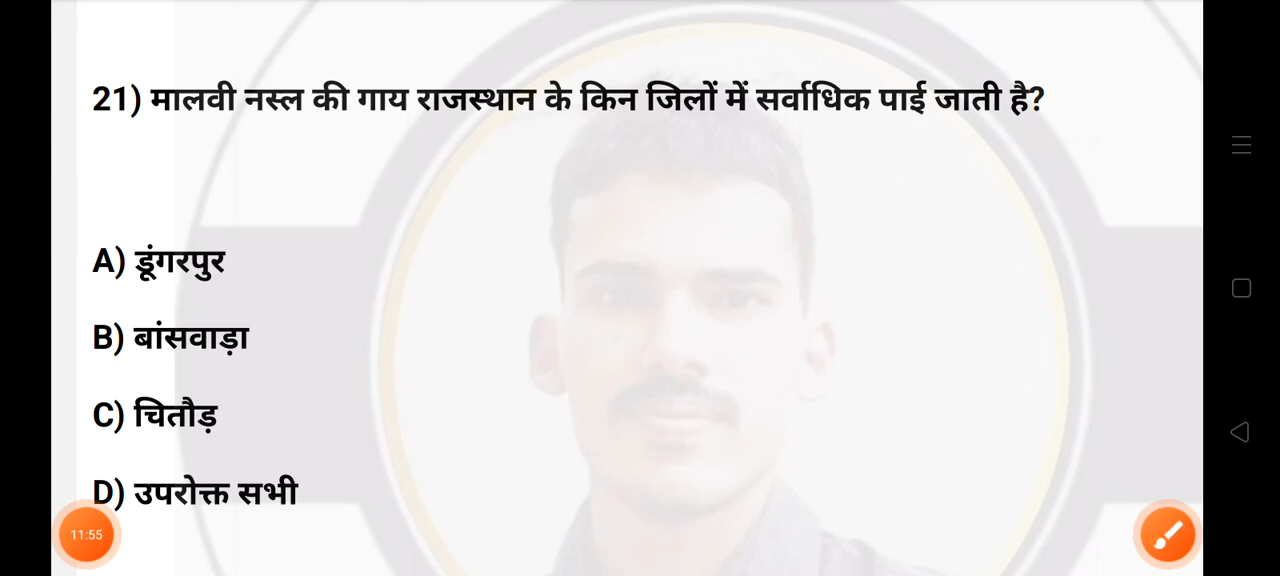 21) मालवी नस्ल की गाय राजस्थान के किन जिलों में सर्वाधिक पाई जाती है?
A) डूंगरपुर
B) बांसवाड़ा
C) चितौड़
D) उपरोक्त सभी
11:55